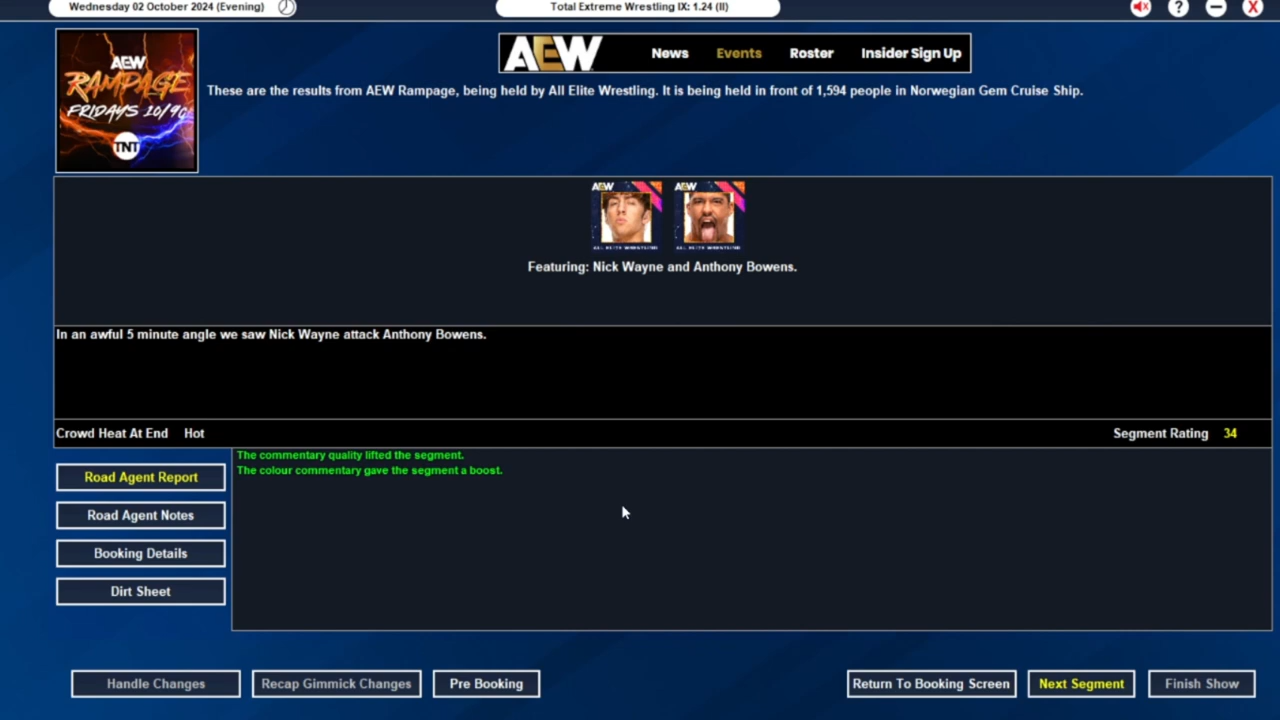 Wednesday 02 October 2024 (Evening)
Total Extreme Wrestling IX: 1.24 (II)
? X
AEW
RAMPAGE
FRIDAYS 10/9c
TNT
AEW News Events Roster Insider Sign Up
These are the results from AEW Rampage, being held by All Elite Wrestling. It is being held in front of 1,594 people in Norwegian Gem Cruise Ship.
AEW AEW
ALL ELITE WRESTLING ALL ELITE WRESTLING
Featuring: Nick Wayne and Anthony Bowens.
In an awful 5 minute angle we saw Nick Wayne attack Anthony Bowens.
Crowd Heat At End Hot Segment Rating 34
Road Agent Report
The commentary quality lifted the segment.
The colour commentary gave the segment a boost.
Road Agent Notes
Booking Details
Dirt Sheet
Handle Changes Recap Gimmick Changes Pre Booking Return To Booking Screen Next Segment Finish Show